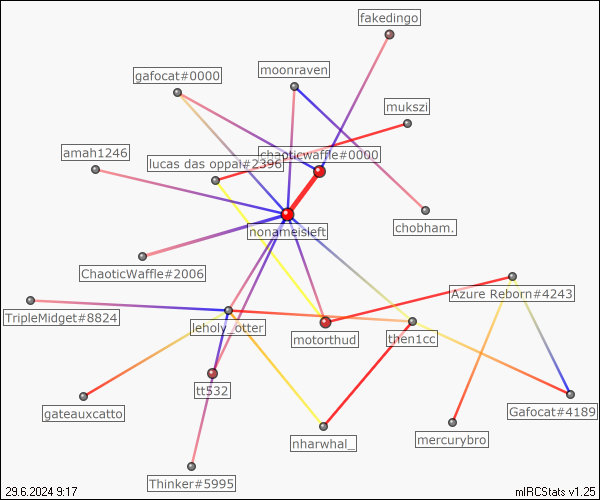 fakedingo
moonraven
gafocat#0000
mukszi
amah1246
chaoticwaffle#0000
lucas das oppai#2396
nonameisleft
chobham.
ChaoticWaffle#2006
Azure Reborn#4243
TripleMidget#8824
leholy_otter
motorthud
then1cc
tt532
gateauxcatto
Gafocat#4189
nharwhal_
mercurybro
Thinker#5995
29.6.2024 9:17
mIRCStats v1.25